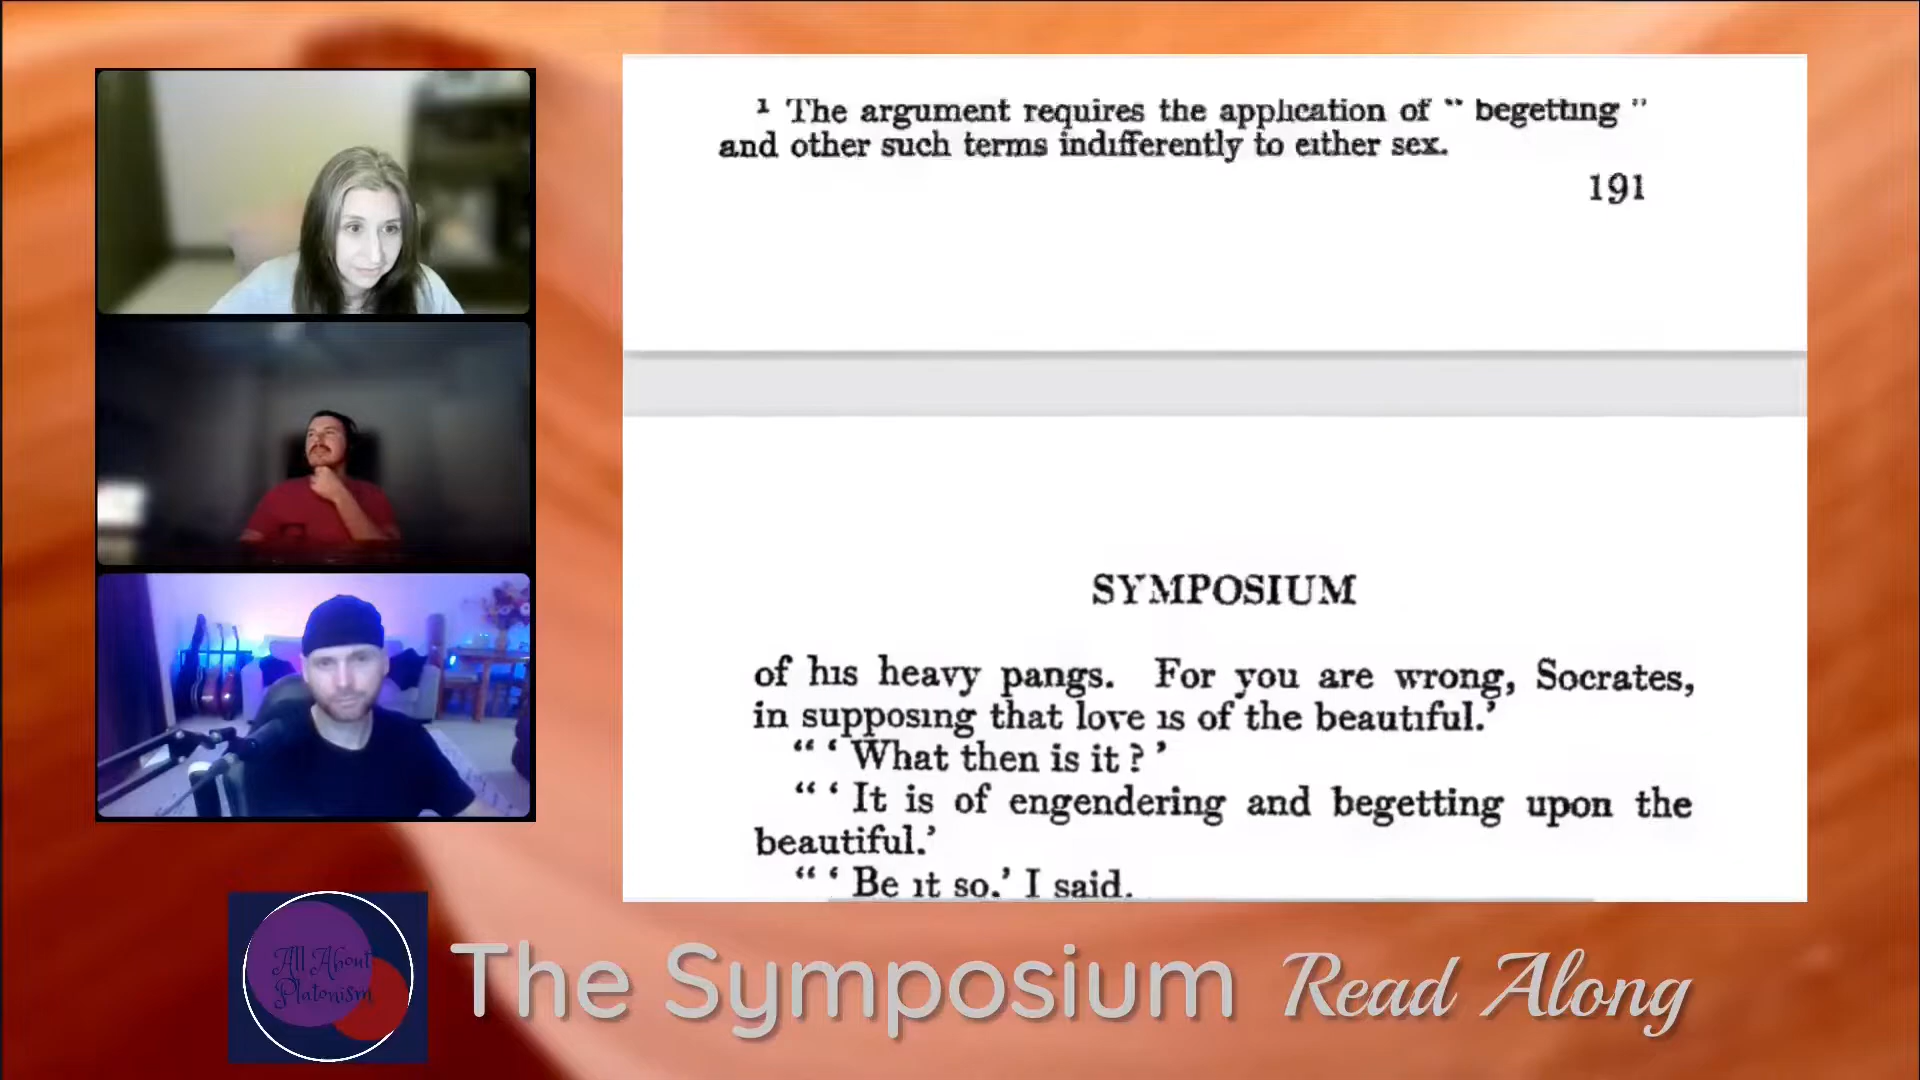 ¹ The argument requires the application of “ begetting ”
and other such terms indifferently to either sex.
191
SYMPOSIUM
of his heavy pangs. For you are wrong, Socrates,
in supposing that love is of the beautiful.’
“ ‘ What then is it ? ’
“ ‘ It is of engendering and begetting upon the
beautiful.’
“ ‘ Be it so,’ I said.
All About
Platonism
The Symposium Read Along